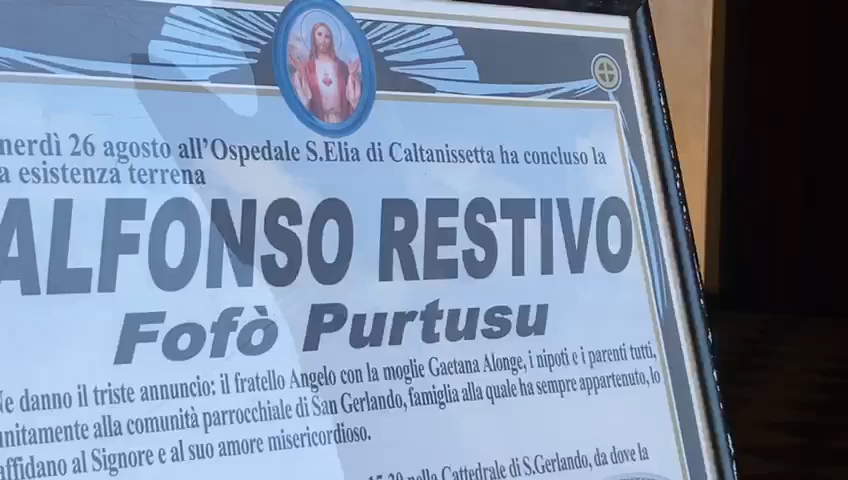 nerdì 26 agosto all'Ospedale S.Elia di Caltanissetta ha concluso la
a esistenza terrena
ALFONSO RESTIVO
Fofò Purtusu
Ne danno il triste annuncio: il fratello Angelo con la moglie Gaetana Alonge, i nipoti e i parenti tutti,
unitamente alla comunità parrocchiale di San Gerlando, famiglia alla quale ha sempre appartenuto, lo
affidano al Signore e al suo amore misericordioso.
15.30 nella Cattedrale di S.Gerlando, da dove la